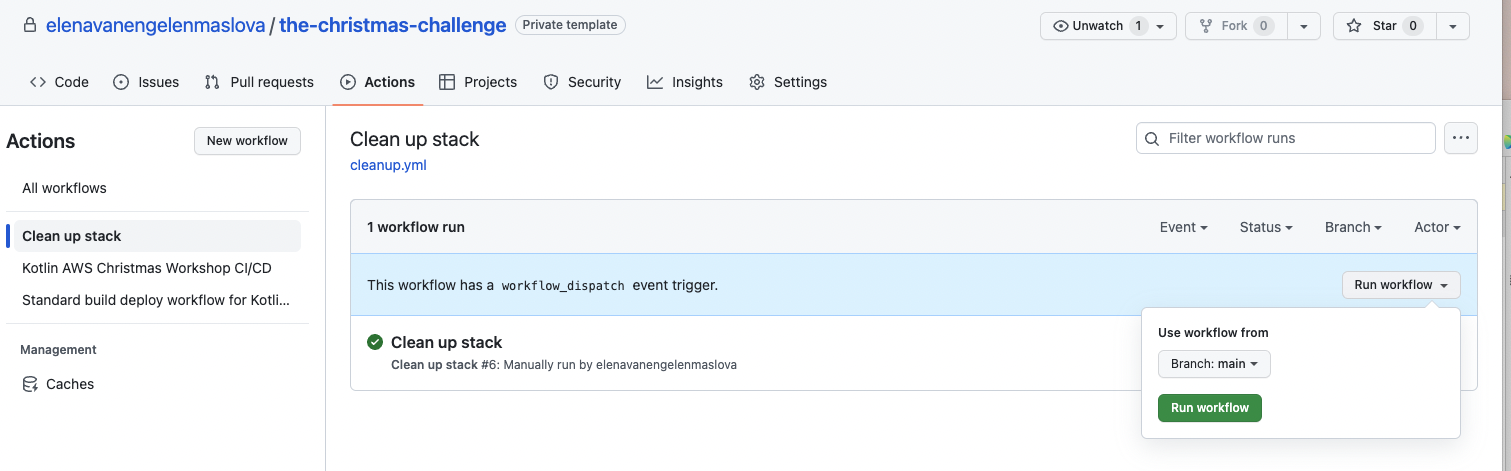 elenavanengelenmaslova / the-christmas-challenge Private template Unwatch 1 Fork 0 Star 0
Code Issues Pull requests Actions Projects Security Insights Settings
Actions New workflow
All workflows
Clean up stack
Kotlin AWS Christmas Workshop CI/CD
Standard build deploy workflow for Kotli...
Management
Caches
Clean up stack
cleanup.yml
Filter workflow runs
1 workflow run Event Status Branch Actor
This workflow has a workflow_dispatch event trigger. Run workflow
Clean up stack
Clean up stack #6: Manually run by elenavanengelenmaslova
Use workflow from
Branch: main
Run workflow